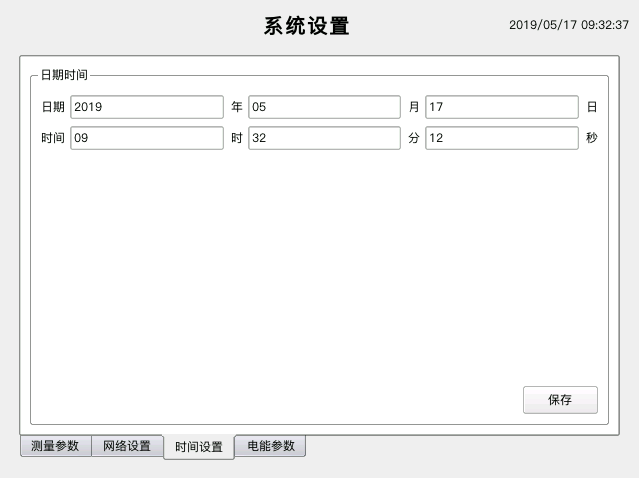 系统设置
2019/05/17 09:32:37
日期时间
日期 2019 年 05 月 17 日
时间 09 时 32 分 12 秒
保存
测量参数 网络设置 时间设置 电能参数